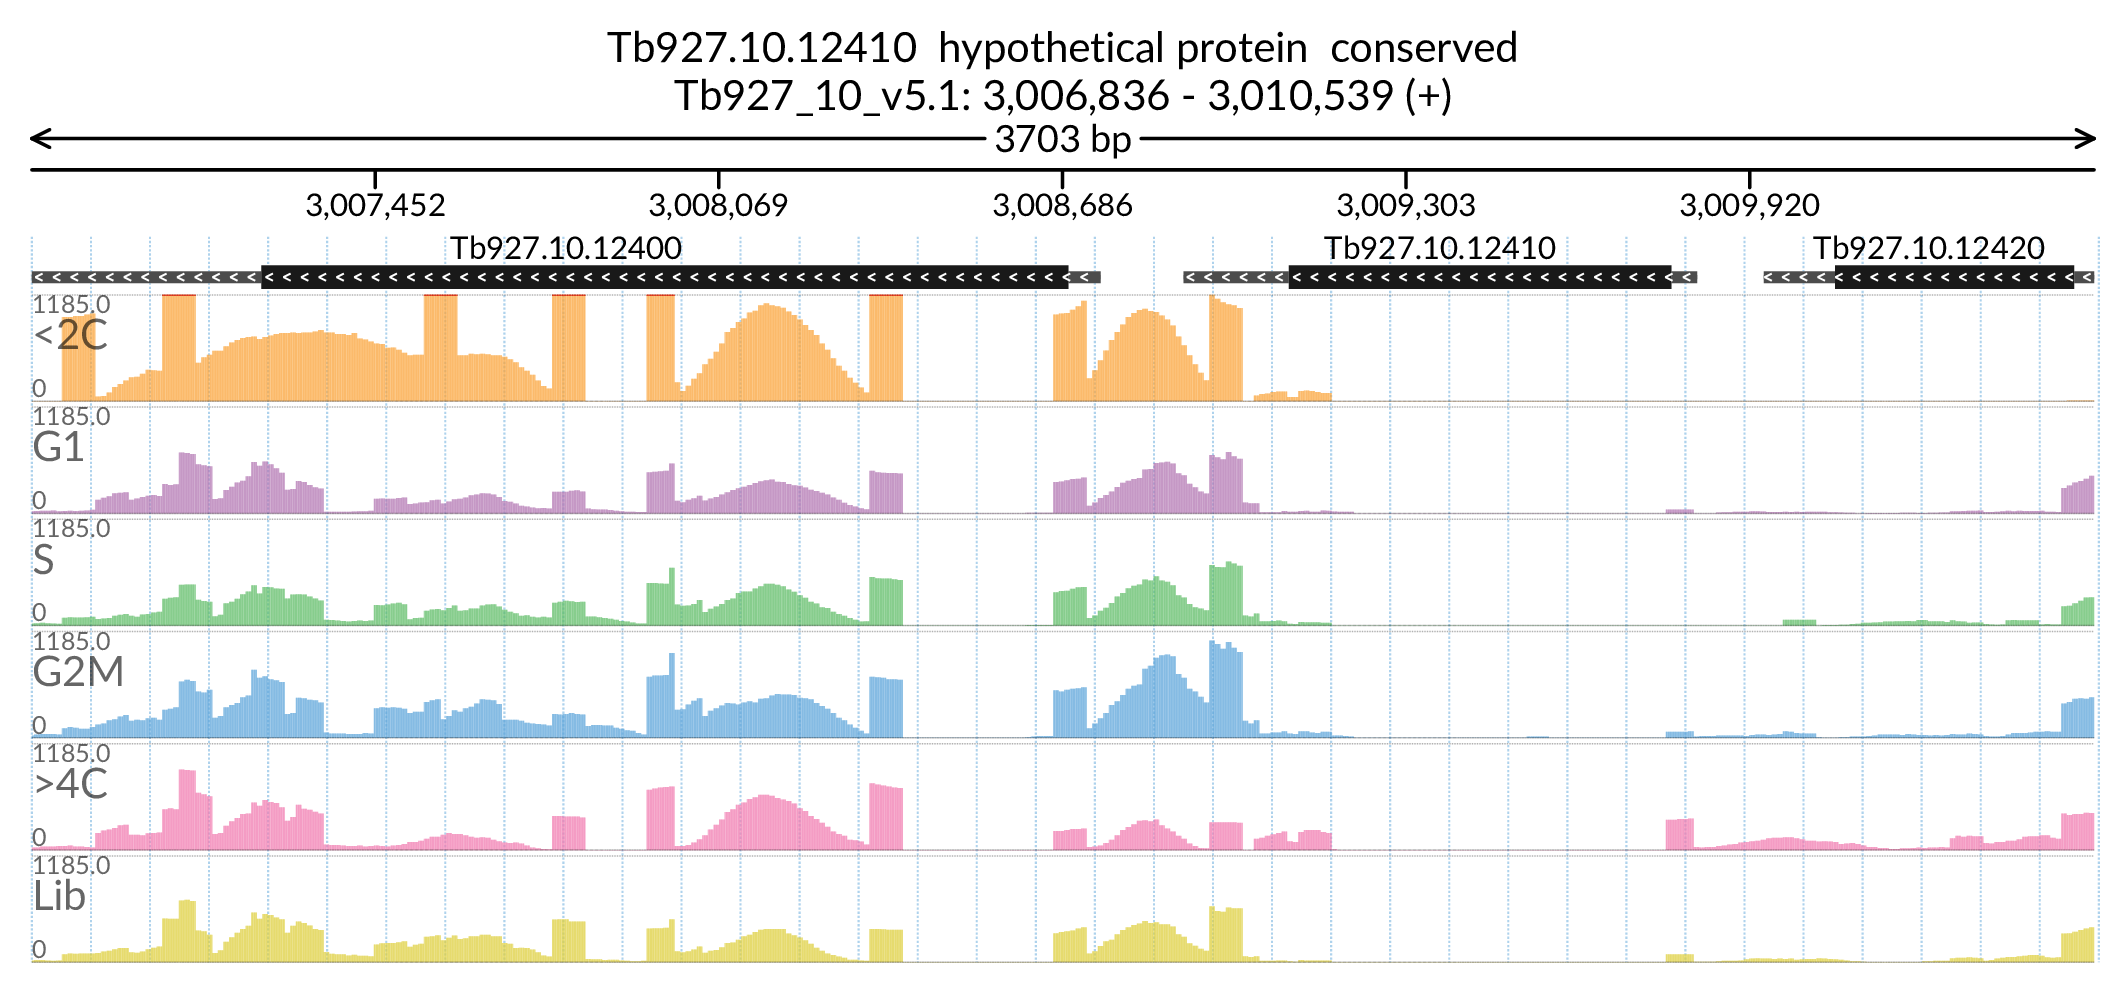 Tb927.10.12410 hypothetical protein conserved
Tb927_10_v5.1: 3,006,836 - 3,010,539 (+)
3703 bp
3,007,452 3,008,069 3,008,686 3,009,303 3,009,920
Tb927.10.12400 Tb927.10.12410 Tb927.10.12420
1185.0
<2C
0
1185.0
G1
0
1185.0
S
0
1185.0
G2M
0
1185.0
>4C
0
1185.0
Lib
0